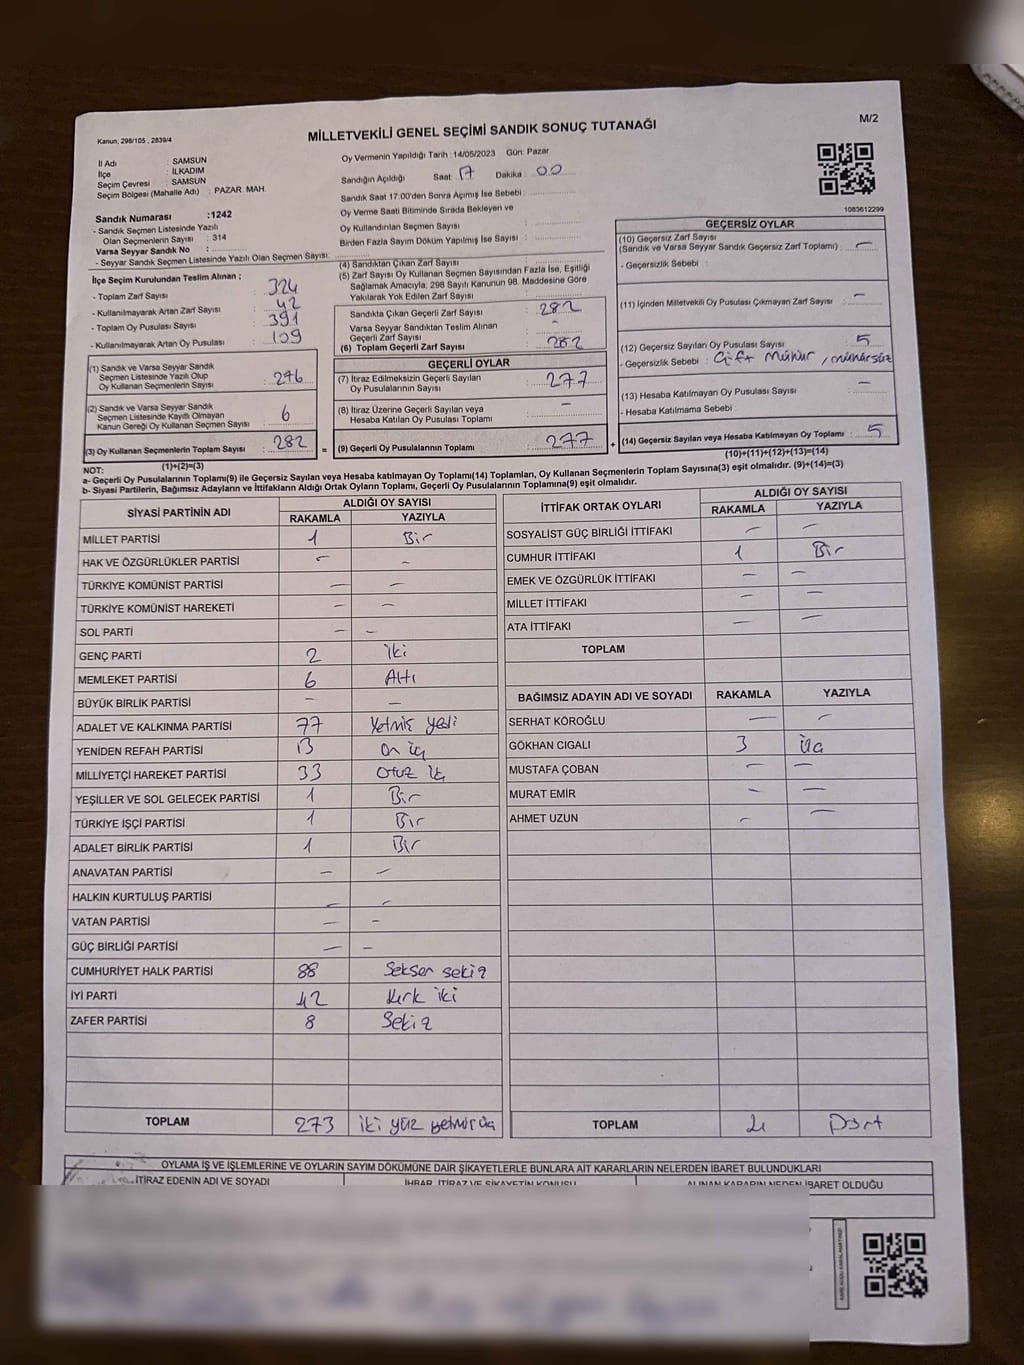 Kanun; 298/105 , 2839/4
MİLLETVEKİLİ GENEL SEÇİMİ SANDIK SONUÇ TUTANAĞI
M/2
İl Adı : SAMSUN
İlçe : İLKADIM
Seçim Çevresi : SAMSUN
Seçim Bölgesi (Mahalle Adı) : PAZAR MAH.
Sandık Numarası :1242
- Sandık Seçmen Listesinde Yazılı
Olan Seçmenlerin Sayısı : 314
Varsa Seyyar Sandık No :
- Seyyar Sandık Seçmen Listesinde Yazılı Olan Seçmen Sayısı:
Oy Vermenin Yapıldığı Tarih :14/05/2023 Gün: Pazar
Sandığın Açıldığı Saat: 17 Dakika : 00
Sandık Saat 17:00'den Sonra Açımış İse Sebebi :
Oy Verme Saati Bitiminde Sırada Bekleyen ve
Oy Kullandırılan Seçmen Sayısı :
Birden Fazla Sayım Döküm Yapılmış İse Sayısı :
1083612299
İlçe Seçim Kurulundan Teslim Alınan ;
- Toplam Zarf Sayısı : 324
- Kullanılmayarak Artan Zarf Sayısı : 42
- Toplam Oy Pusulası Sayısı : 391
- Kullanılmayarak Artan Oy Pusulası : 109
(1) Sandık ve Varsa Seyyar Sandık
Seçmen Listesinde Yazılı Olup
Oy Kullanan Seçmenlerin Sayısı : 276
(2) Sandık ve Varsa Seyyar Sandık
Seçmen Listesinde Kayıtlı Olmayan
Kanun Gereği Oy Kullanan Seçmen Sayısı : 6
(3) Oy Kullanan Seçmenlerin Toplam Sayısı : 282
(1)+(2)=(3)
(4) Sandıktan Çıkan Zarf Sayısı :
(5) Zarf Sayısı Oy Kullanan Seçmen Sayısından Fazla İse, Eşitliği
Sağlamak Amacıyla, 298 Sayılı Kanunun 98. Maddesine Göre
Yakılarak Yok Edilen Zarf Sayısı :
Sandıkta Çıkan Geçerli Zarf Sayısı : 282
Varsa Seyyar Sandıktan Teslim Alınan
Geçerli Zarf Sayısı : -
(6) Toplam Geçerli Zarf Sayısı : 282
GEÇERLİ OYLAR
(7) İtiraz Edilmeksizin Geçerli Sayılan
Oy Pusulalarının Sayısı : 277
(8) İtiraz Üzerine Geçerli Sayılan veya
Hesaba Katılan Oy Pusulaları Toplamı : -
= (9) Geçerli Oy Pusulalarının Toplamı : 277
GEÇERSİZ OYLAR
(10) Geçersiz Zarf Sayısı
(Sandık ve Varsa Seyyar Sandık Geçersiz Zarf Toplamı) : -
- Geçersizlik Sebebi :
(11) İçinden Milletvekili Oy Pusulası Çıkmayan Zarf Sayısı : -
(12) Geçersiz Sayılan Oy Pusulası Sayısı : 5
- Geçersizlik Sebebi : Çift Mühür , mühürsüz
(13) Hesaba Katılmayan Oy Pusulası Sayısı : -
- Hesaba Katılmama Sebebi :
+ (14) Geçersiz Sayılan veya Hesaba Katılmayan Oy Toplamı : 5
(10)+(11)+(12)+(13)=(14)
NOT:
a- Geçerli Oy Pusulalarının Toplamı(9) ile Geçersiz Sayılan veya Hesaba katılmayan Oy Toplamı(14) Toplamları, Oy Kullanan Seçmenlerin Toplam Sayısına(3) eşit olmalıdır. (9)+(14)=(3)
b- Siyasi Partilerin, Bağımsız Adayların ve İttifakların Aldığı Ortak Oyların Toplamı, Geçerli Oy Pusulalarının Toplamına(9) eşit olmalıdır.
SİYASİ PARTİNİN ADI ALDIĞI OY SAYISI
RAKAMLA YAZIYLA
MİLLET PARTİSİ 1 Bir
HAK VE ÖZGÜRLÜKLER PARTİSİ - -
TÜRKİYE KOMÜNİST PARTİSİ - -
TÜRKİYE KOMÜNİST HAREKETİ - -
SOL PARTİ - -
GENÇ PARTİ 2 İki
MEMLEKET PARTİSİ 6 Altı
BÜYÜK BİRLİK PARTİSİ - -
ADALET VE KALKINMA PARTİSİ 77 Yetmiş yedi
YENİDEN REFAH PARTİSİ 13 On üç
MİLLİYETÇİ HAREKET PARTİSİ 33 Otuz üç
YEŞİLLER VE SOL GELECEK PARTİSİ 1 Bir
TÜRKİYE İŞÇİ PARTİSİ 1 Bir
ADALET BİRLİK PARTİSİ 1 Bir
ANAVATAN PARTİSİ - -
HALKIN KURTULUŞ PARTİSİ - -
VATAN PARTİSİ - -
GÜÇ BİRLİĞİ PARTİSİ - -
CUMHURİYET HALK PARTİSİ 88 Seksen sekiz
İYİ PARTİ 42 Kırk iki
ZAFER PARTİSİ 8 Sekiz
TOPLAM 273 iki yüz yetmiş üç
İTTİFAK ORTAK OYLARI ALDIĞI OY SAYISI
RAKAMLA YAZIYLA
SOSYALİST GÜÇ BİRLİĞİ İTTİFAKI - -
CUMHUR İTTİFAKI 1 Bir
EMEK VE ÖZGÜRLÜK İTTİFAKI - -
MİLLET İTTİFAKI - -
ATA İTTİFAKI - -
TOPLAM
BAĞIMSIZ ADAYIN ADI VE SOYADI RAKAMLA YAZIYLA
SERHAT KÖROĞLU - -
GÖKHAN CIGALI 3 Üç
MUSTAFA ÇOBAN - -
MURAT EMİR - -
AHMET UZUN - -
TOPLAM 4 Dört
OYLAMA İŞ VE İŞLEMLERİNE VE OYLARIN SAYIM DÖKÜMÜNE DAİR ŞİKAYETLERLE BUNLARA AİT KARARLARIN NELERDEN İBARET BULUNDUKLARI
İTİRAZ EDENİN ADI VE SOYADI İHBAR, İTİRAZ VE ŞİKAYETİN KONUSU ALINAN KARARIN NEDEN İBARET OLDUĞU